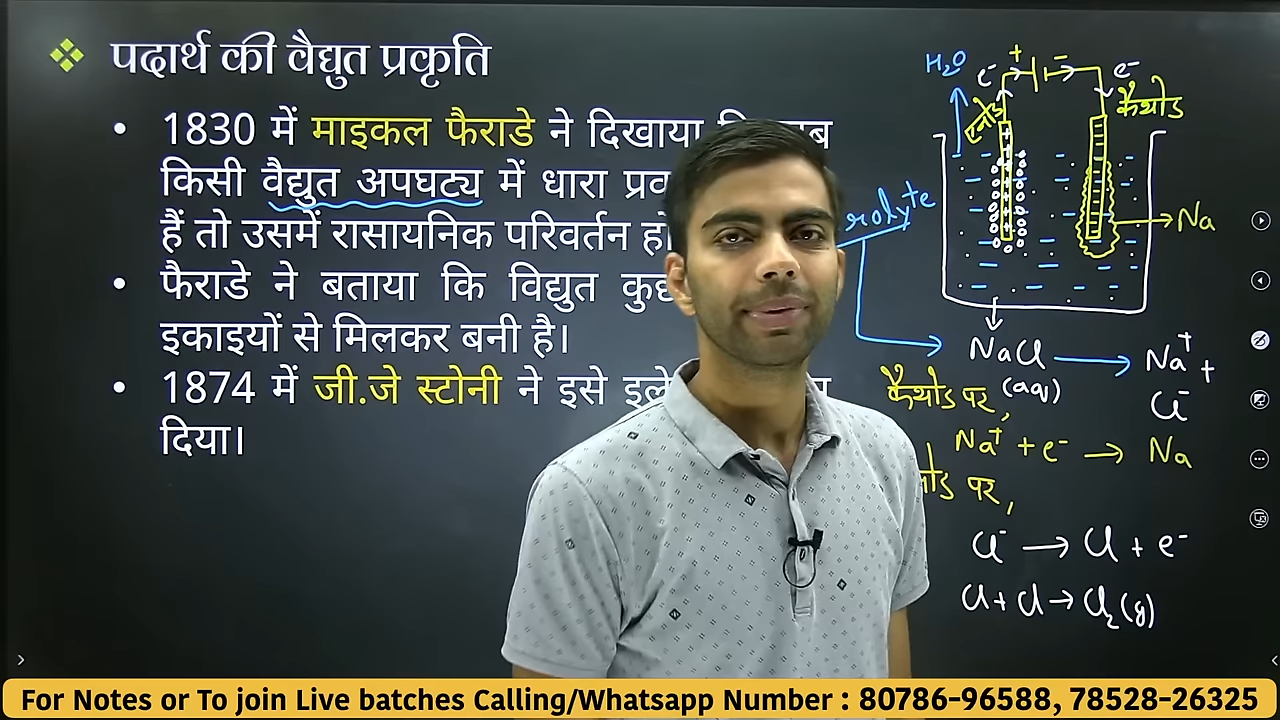 पदार्थ की वैद्युत प्रकृति
• 1830 में माइकल फैराडे ने दिखाया
किसी वैद्युत अपघट्य में धारा
हैं तो उसमें रासायनिक परिवर्तन
• फैराडे ने बताया कि विद्युत
इकाइयों से मिलकर बनी है।
• 1874 में जी.जे स्टोनी ने इसे
दिया।
H₂O
e⁻ + - e⁻
कैथोड
Na
NaCl → Na⁺ +
(aq) Cl⁻
कैथोड पर,
Na⁺ + e⁻ → Na
पर,
Cl⁻ → Cl + e⁻
Cl + Cl → Cl₂(g)
For Notes or To join Live batches Calling/Whatsapp Number : 80786-96588, 78528-26325